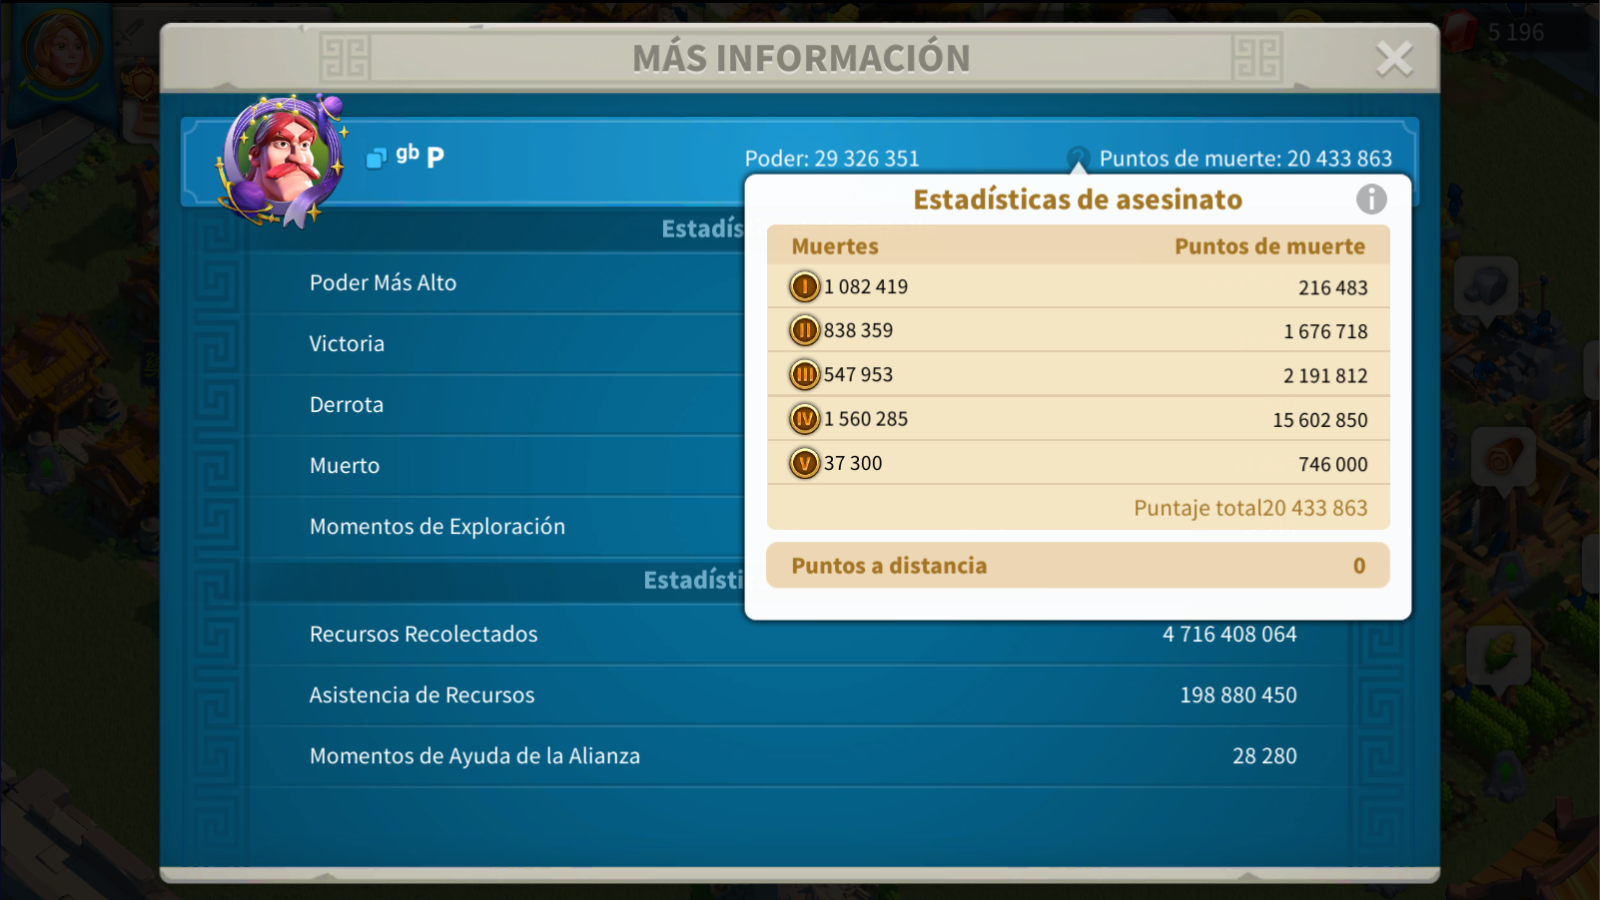 5 196
MÁS INFORMACIÓN
gb P
Poder: 29 326 351
Puntos de muerte: 20 433 863
Estadísticas de asesinato
Muertes Puntos de muerte
I 1 082 419 216 483
II 838 359 1 676 718
III 547 953 2 191 812
IV 1 560 285 15 602 850
V 37 300 746 000
Puntaje total20 433 863
Puntos a distancia 0
Estadís
Poder Más Alto
Victoria
Derrota
Muerto
Momentos de Exploración
Estadísti
Recursos Recolectados 4 716 408 064
Asistencia de Recursos 198 880 450
Momentos de Ayuda de la Alianza 28 280